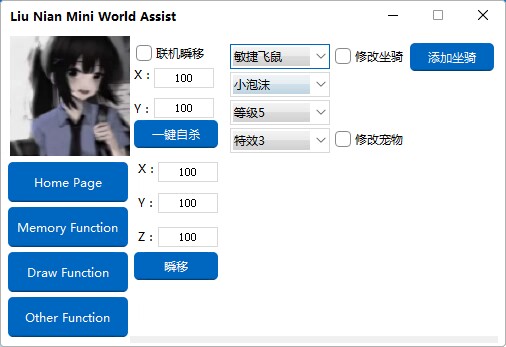 Liu Nian Mini World Assist
联机瞬移
X：100
Y：100
一键自杀
敏捷飞鼠
修改坐骑
添加坐骑
小泡沫
等级5
特效3
修改宠物
Home Page
Memory Function
Draw Function
Other Function
X：100
Y：100
Z：100
瞬移